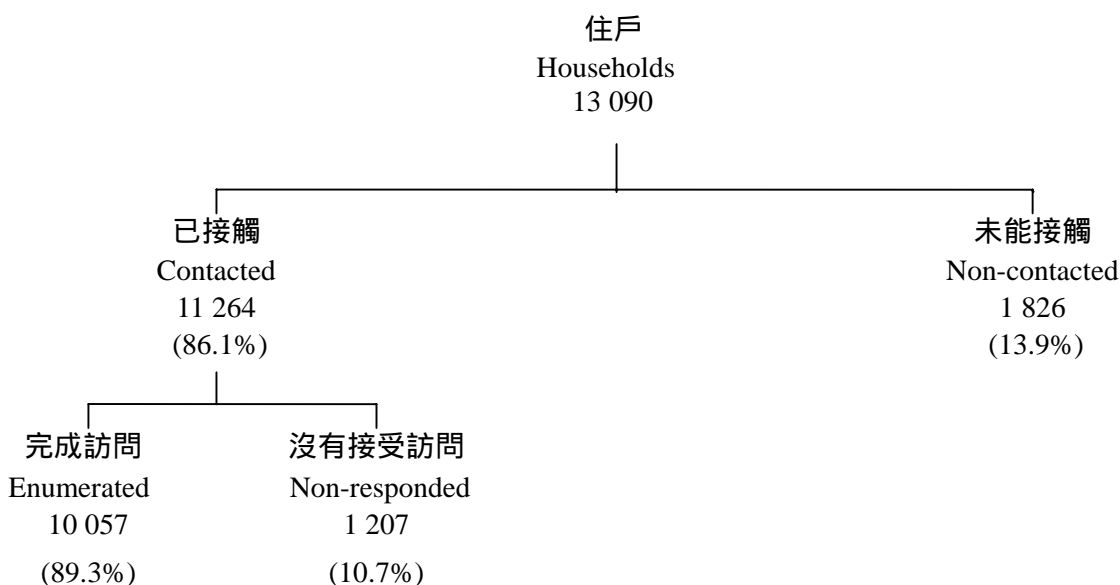 住戶
Households
13 090
已接觸
Contacted
11 264
(86.1%)
未能接觸
Non-contacted
1 826
(13.9%)
完成訪問
Enumerated
10 057
(89.3%)
沒有接受訪問
Non-responded
1 207
(10.7%)